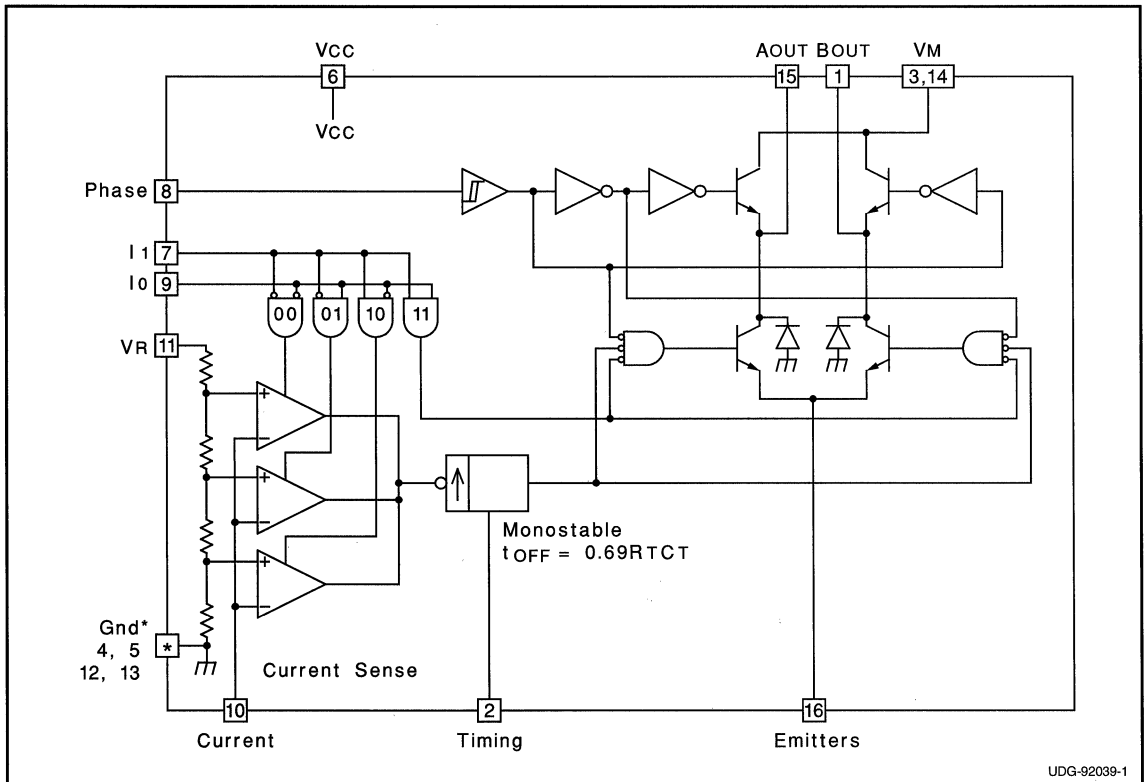 VCC
AOUT BOUT VM
6
15
1
3,14
VCC
Phase 8
I1 7
I0 9
00 01 10 11
VR 11
+
−
+
−
+
−
Monostable
tOFF = 0.69RTCT
Gnd*
4, 5
12, 13
*
Current Sense
10
2
16
Current
Timing
Emitters
UDG-92039-1